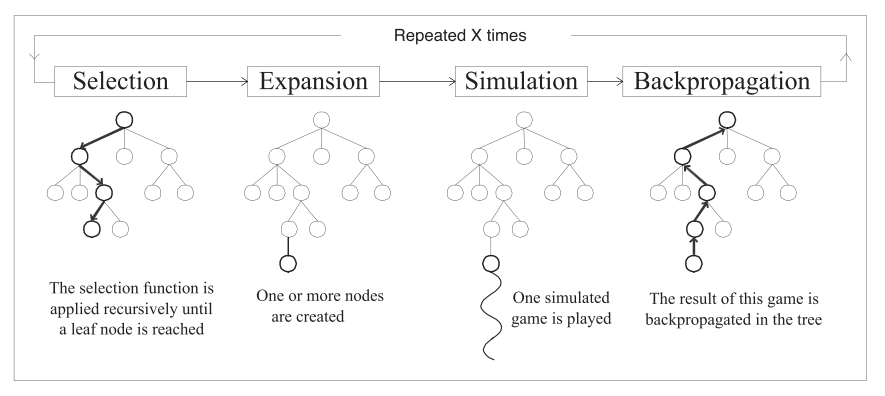 Repeated X times
Selection
Expansion
Simulation
Backpropagation
The selection function is
applied recursively until
a leaf node is reached
One or more nodes
are created
One simulated
game is played
The result of this game is
backpropagated in the tree